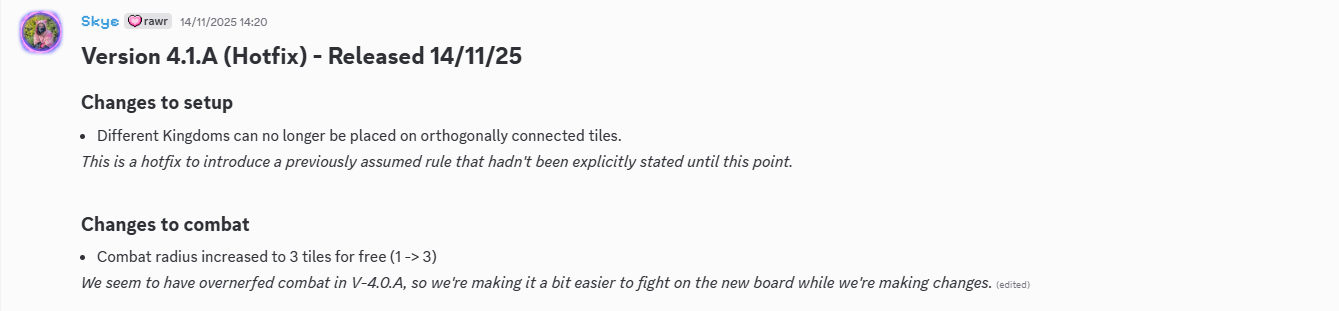 Skye rawr 14/11/2025 14:20
Version 4.1.A (Hotfix) - Released 14/11/25
Changes to setup
• Different Kingdoms can no longer be placed on orthogonally connected tiles.
This is a hotfix to introduce a previously assumed rule that hadn't been explicitly stated until this point.
Changes to combat
• Combat radius increased to 3 tiles for free (1 -> 3)
We seem to have overnerfed combat in V-4.0.A, so we're making it a bit easier to fight on the new board while we're making changes. (edited)